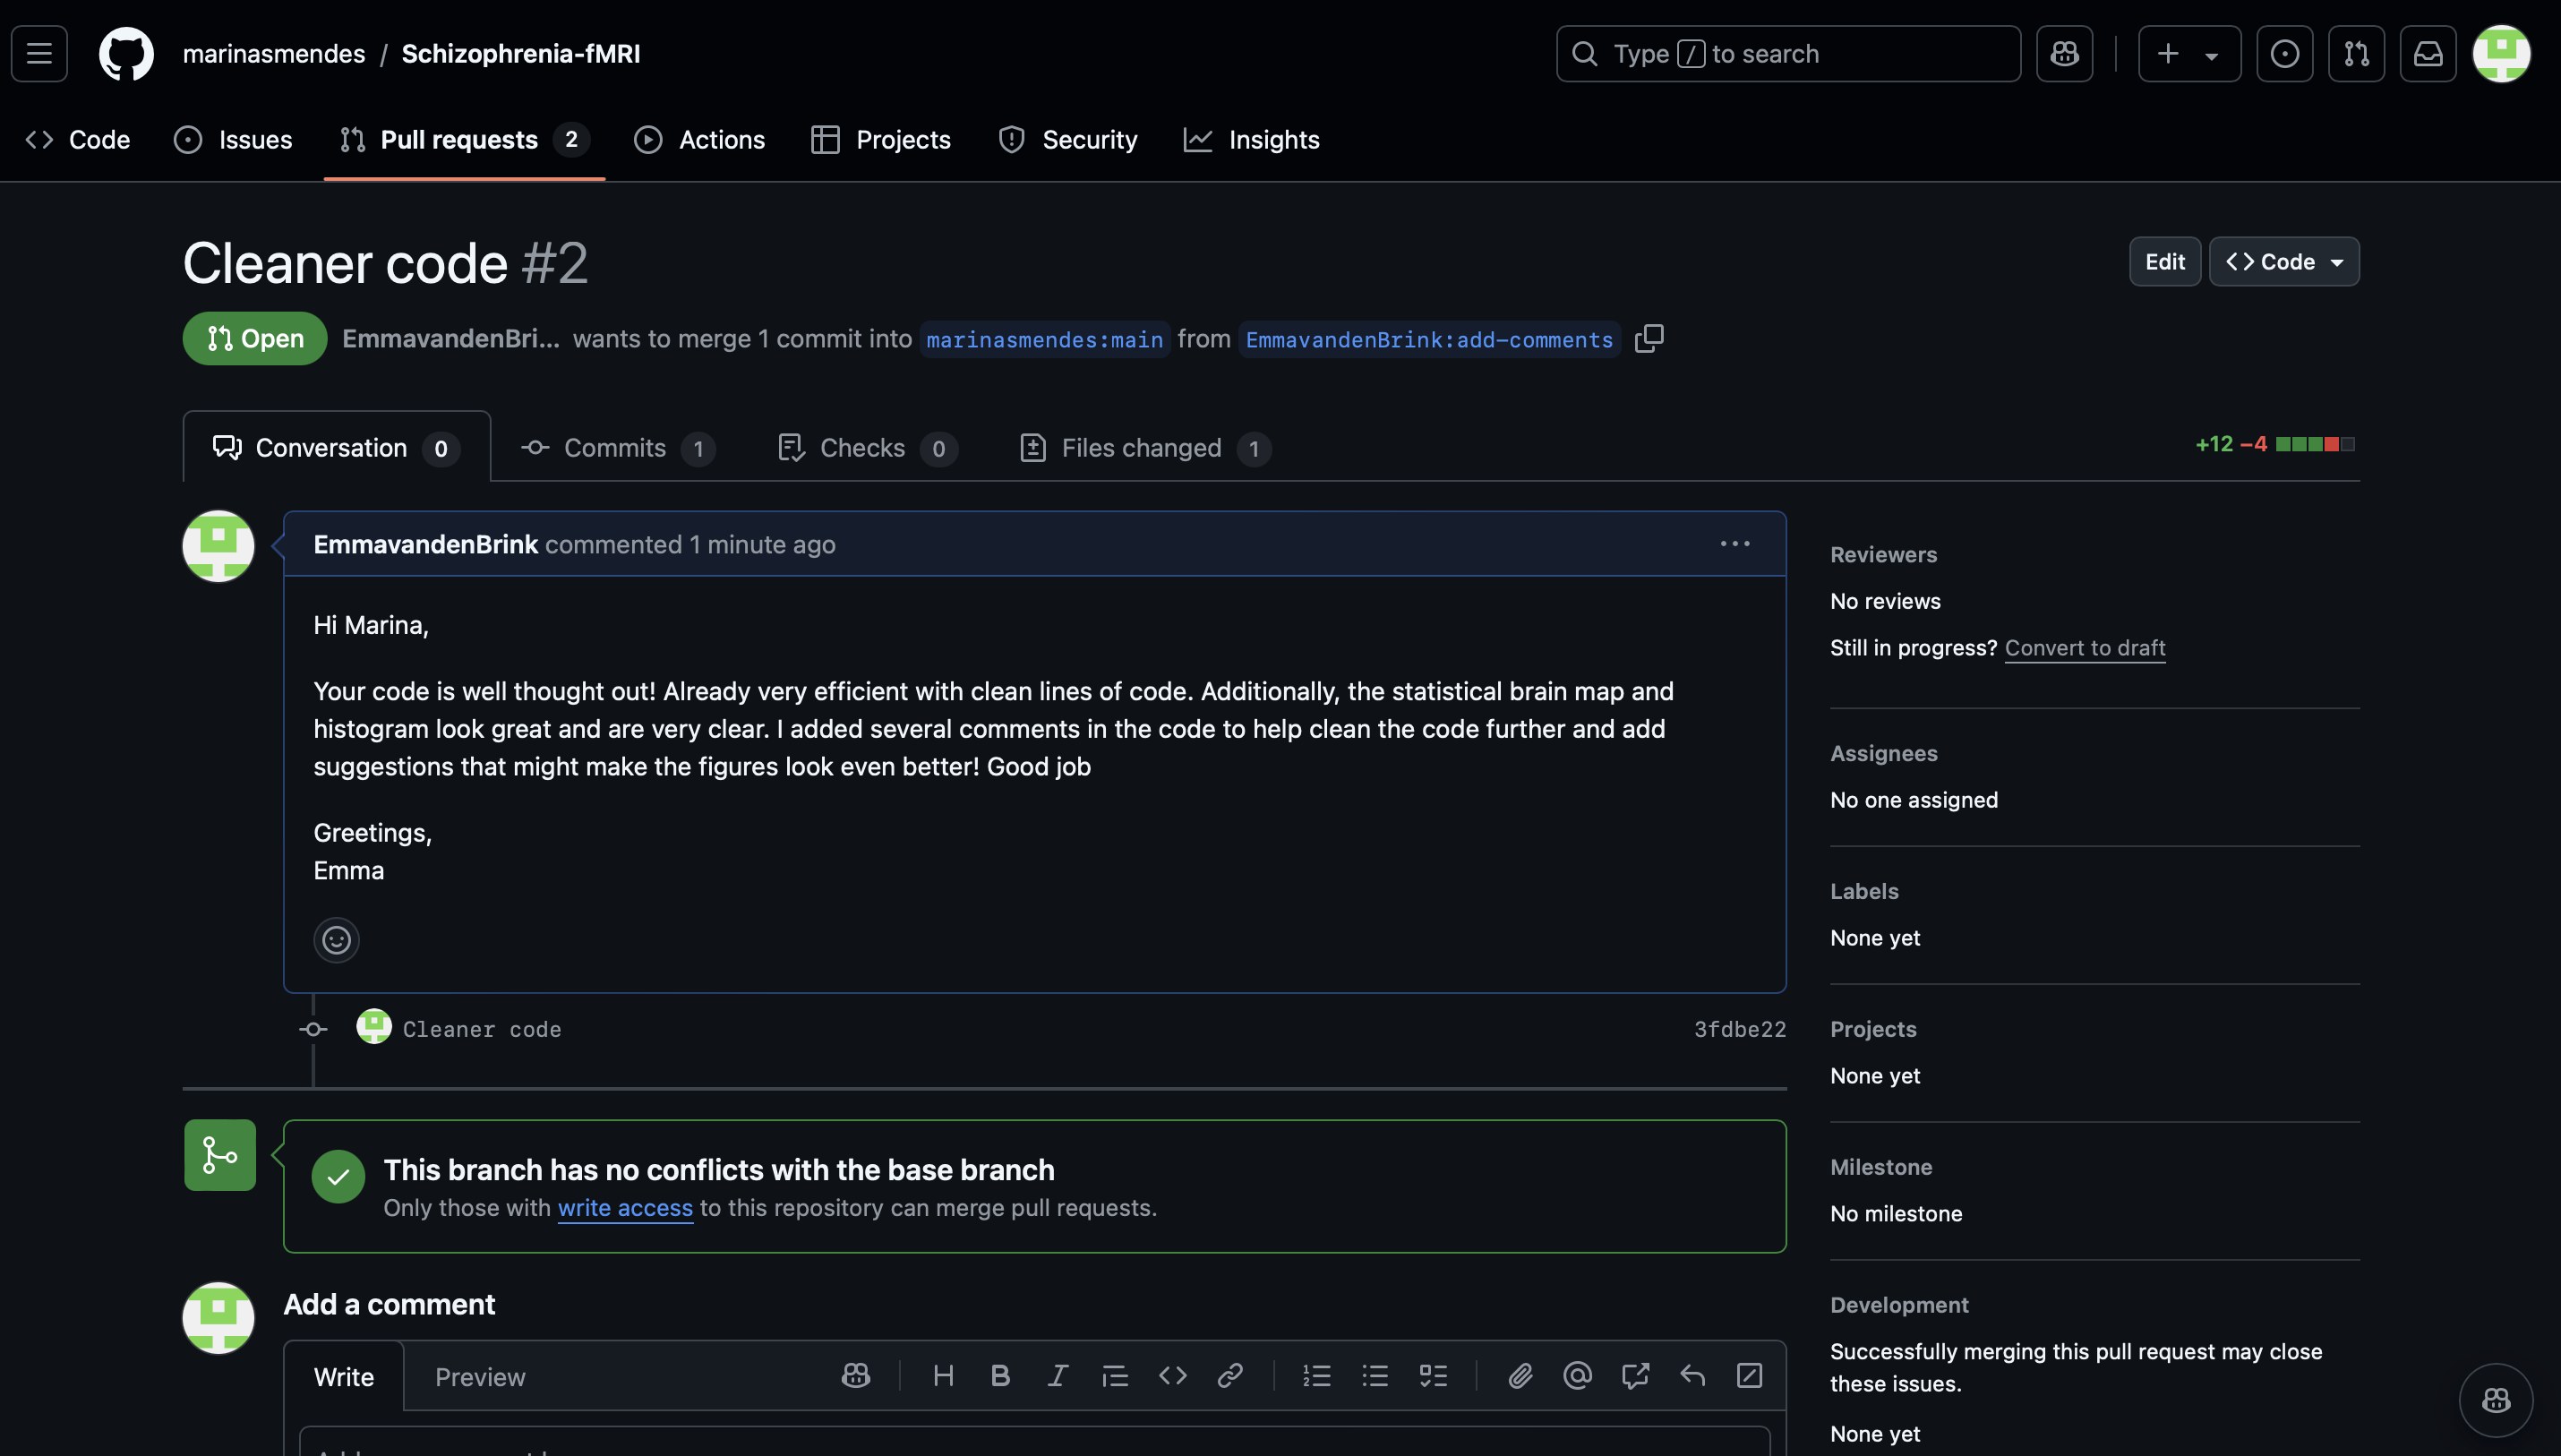 marinasmendes / Schizophrenia-fMRI
Type / to search
Code
Issues
Pull requests 2
Actions
Projects
Security
Insights
Cleaner code #2
Edit
Code
Open
EmmavandenBri... wants to merge 1 commit into marinasmendes:main from EmmavandenBrink:add-comments
Conversation 0
Commits 1
Checks 0
Files changed 1
+12 −4
EmmavandenBrink commented 1 minute ago
Hi Marina,
Your code is well thought out! Already very efficient with clean lines of code. Additionally, the statistical brain map and
histogram look great and are very clear. I added several comments in the code to help clean the code further and add
suggestions that might make the figures look even better! Good job
Greetings,
Emma
Cleaner code
3fdbe22
This branch has no conflicts with the base branch
Only those with write access to this repository can merge pull requests.
Add a comment
Write
Preview
Reviewers
No reviews
Still in progress? Convert to draft
Assignees
No one assigned
Labels
None yet
Projects
None yet
Milestone
No milestone
Development
Successfully merging this pull request may close
these issues.
None yet